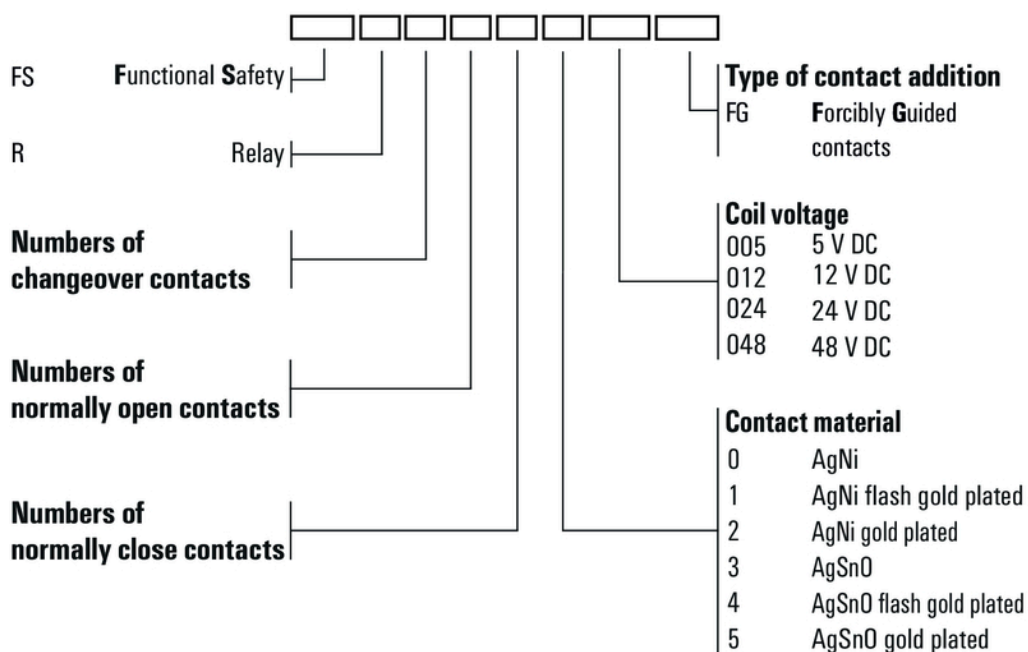 FS Functional Safety
R Relay
Numbers of
changeover contacts
Numbers of
normally open contacts
Numbers of
normally close contacts
Type of contact addition
FG Forcibly Guided
contacts
Coil voltage
005 5 V DC
012 12 V DC
024 24 V DC
048 48 V DC
Contact material
0 AgNi
1 AgNi flash gold plated
2 AgNi gold plated
3 AgSnO
4 AgSnO flash gold plated
5 AgSnO gold plated